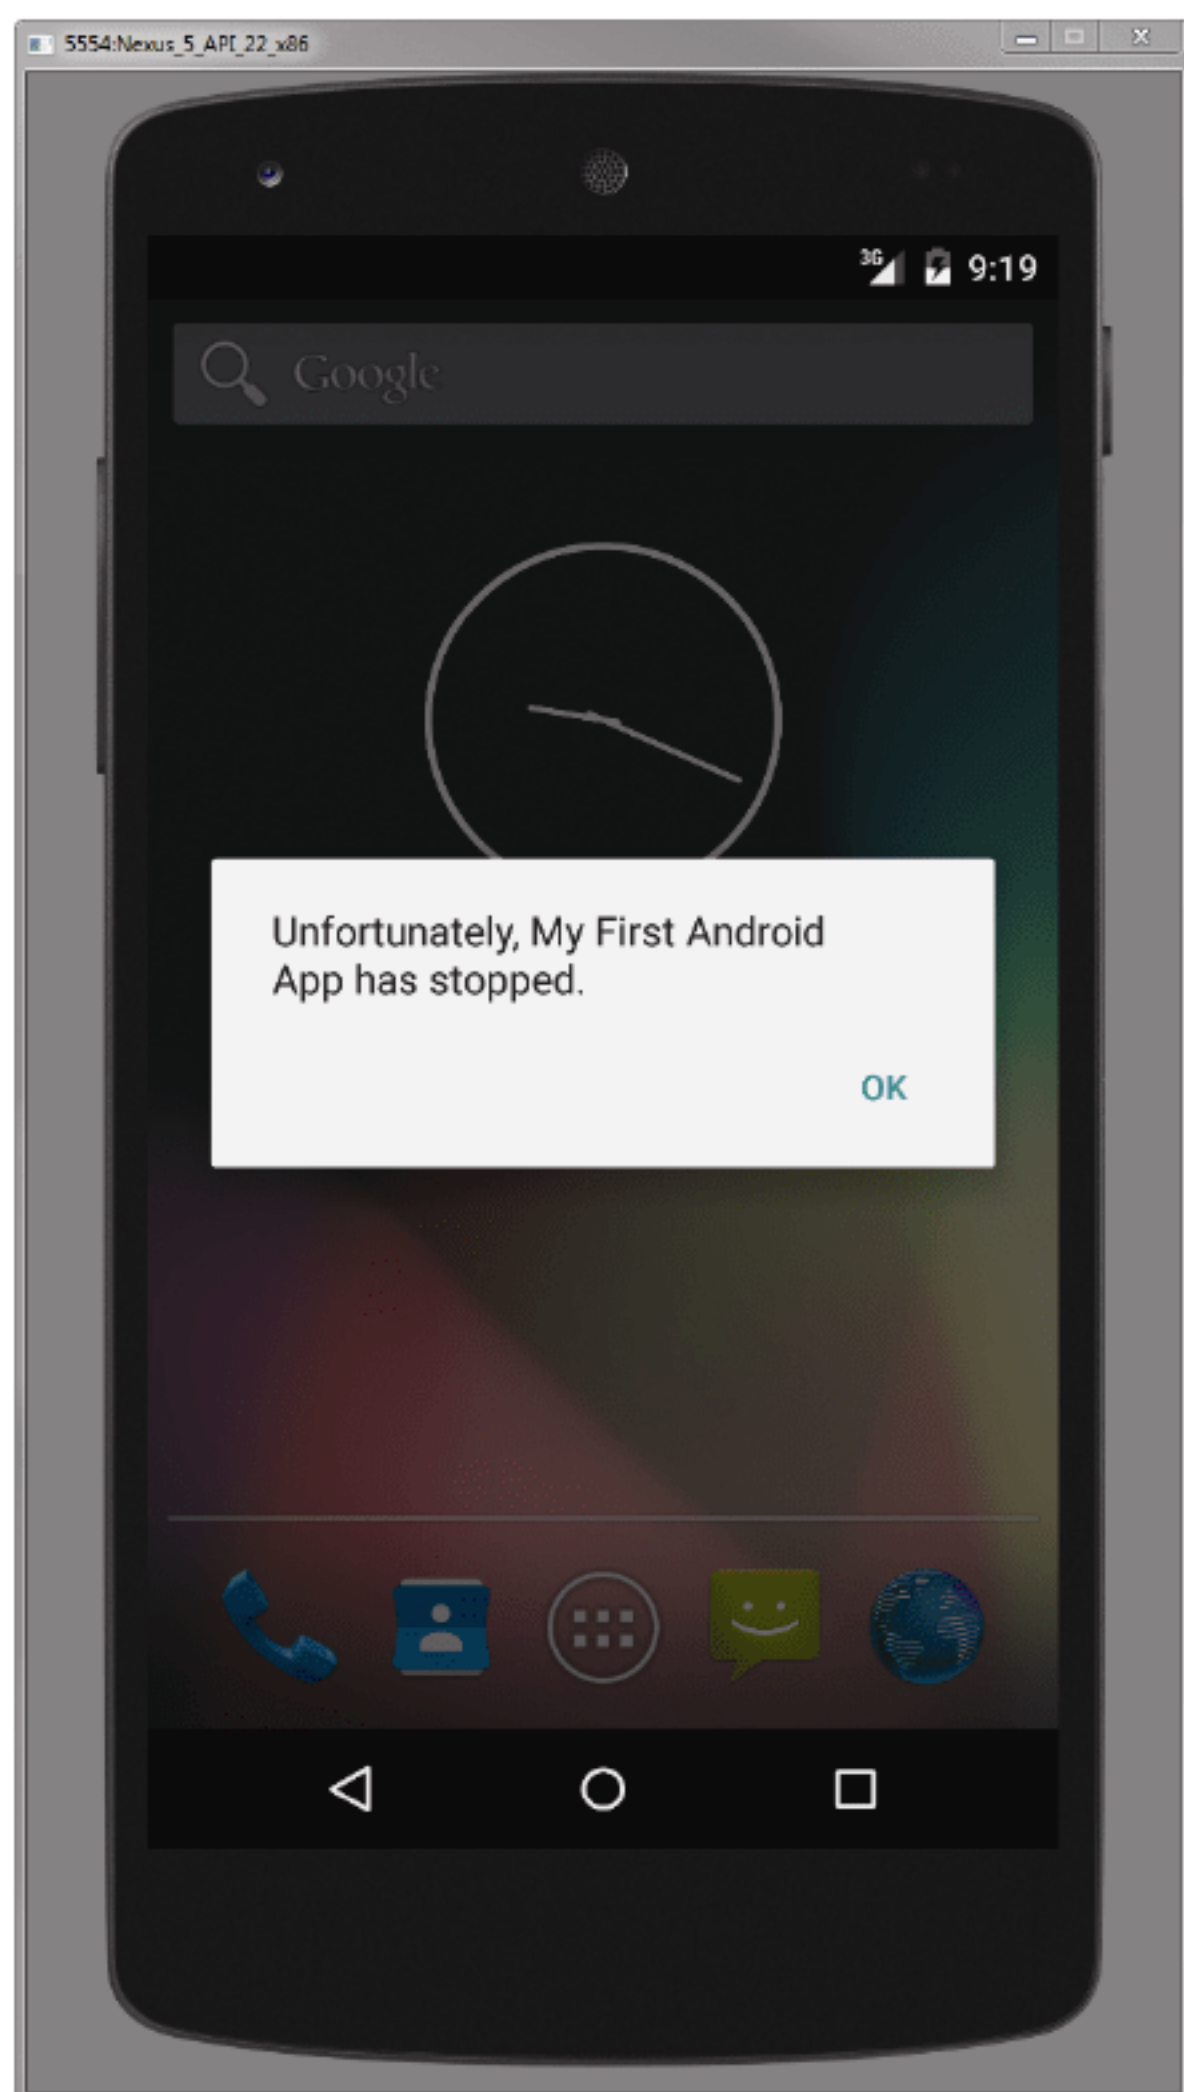 5554:Nexus_5_API_22_x86
3G 9:19
Google
Unfortunately, My First Android
App has stopped.
OK